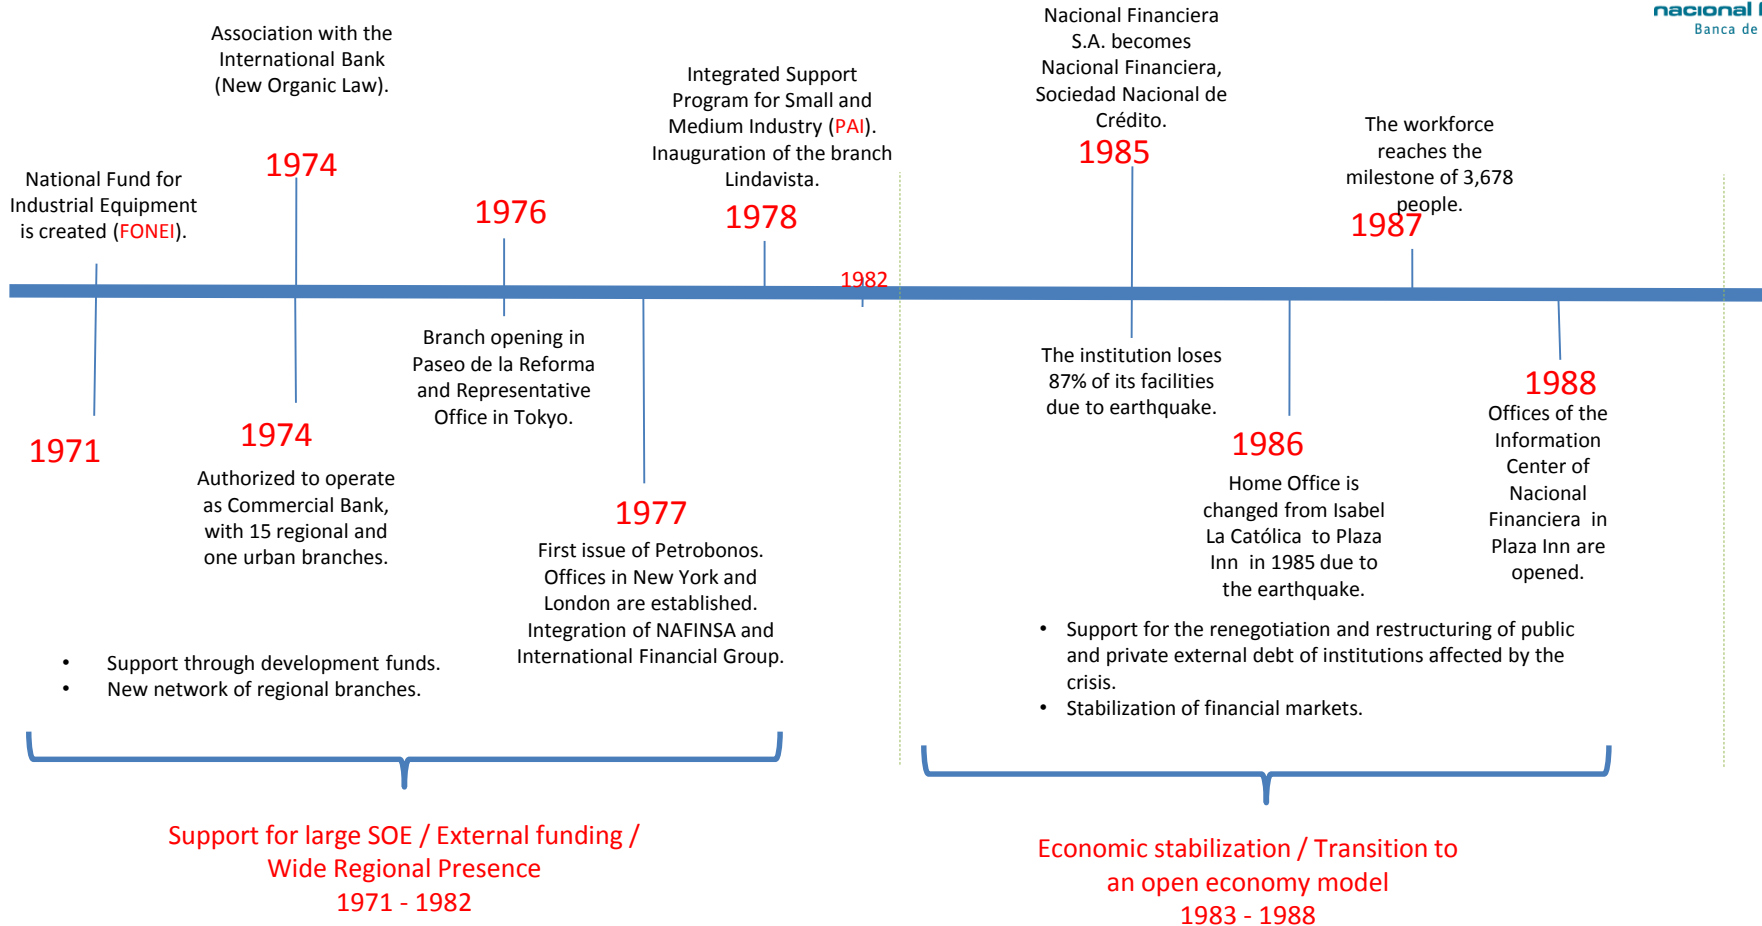 nacional
Banca de
Association with the
International Bank
(New Organic Law).
1974
National Fund for
Industrial Equipment
is created (FONEI).
1971
1974
Authorized to operate
as Commercial Bank,
with 15 regional and
one urban branches.
1976
Branch opening in
Paseo de la Reforma
and Representative
Office in Tokyo.
1977
First issue of Petrobonos.
Offices in New York and
London are established.
Integration of NAFINSA and
International Financial Group.
Integrated Support
Program for Small and
Medium Industry (PAI).
Inauguration of the branch
Lindavista.
1978
1982
• Support through development funds.
• New network of regional branches.
Support for large SOE / External funding /
Wide Regional Presence
1971 - 1982
Nacional Financiera
S.A. becomes
Nacional Financiera,
Sociedad Nacional de
Crédito.
1985
The institution loses
87% of its facilities
due to earthquake.
1986
Home Office is
changed from Isabel
La Católica to Plaza
Inn in 1985 due to
the earthquake.
The workforce
reaches the
milestone of 3,678
people.
1987
1988
Offices of the
Information
Center of
Nacional
Financiera in
Plaza Inn are
opened.
• Support for the renegotiation and restructuring of public
and private external debt of institutions affected by the
crisis.
• Stabilization of financial markets.
Economic stabilization / Transition to
an open economy model
1983 - 1988